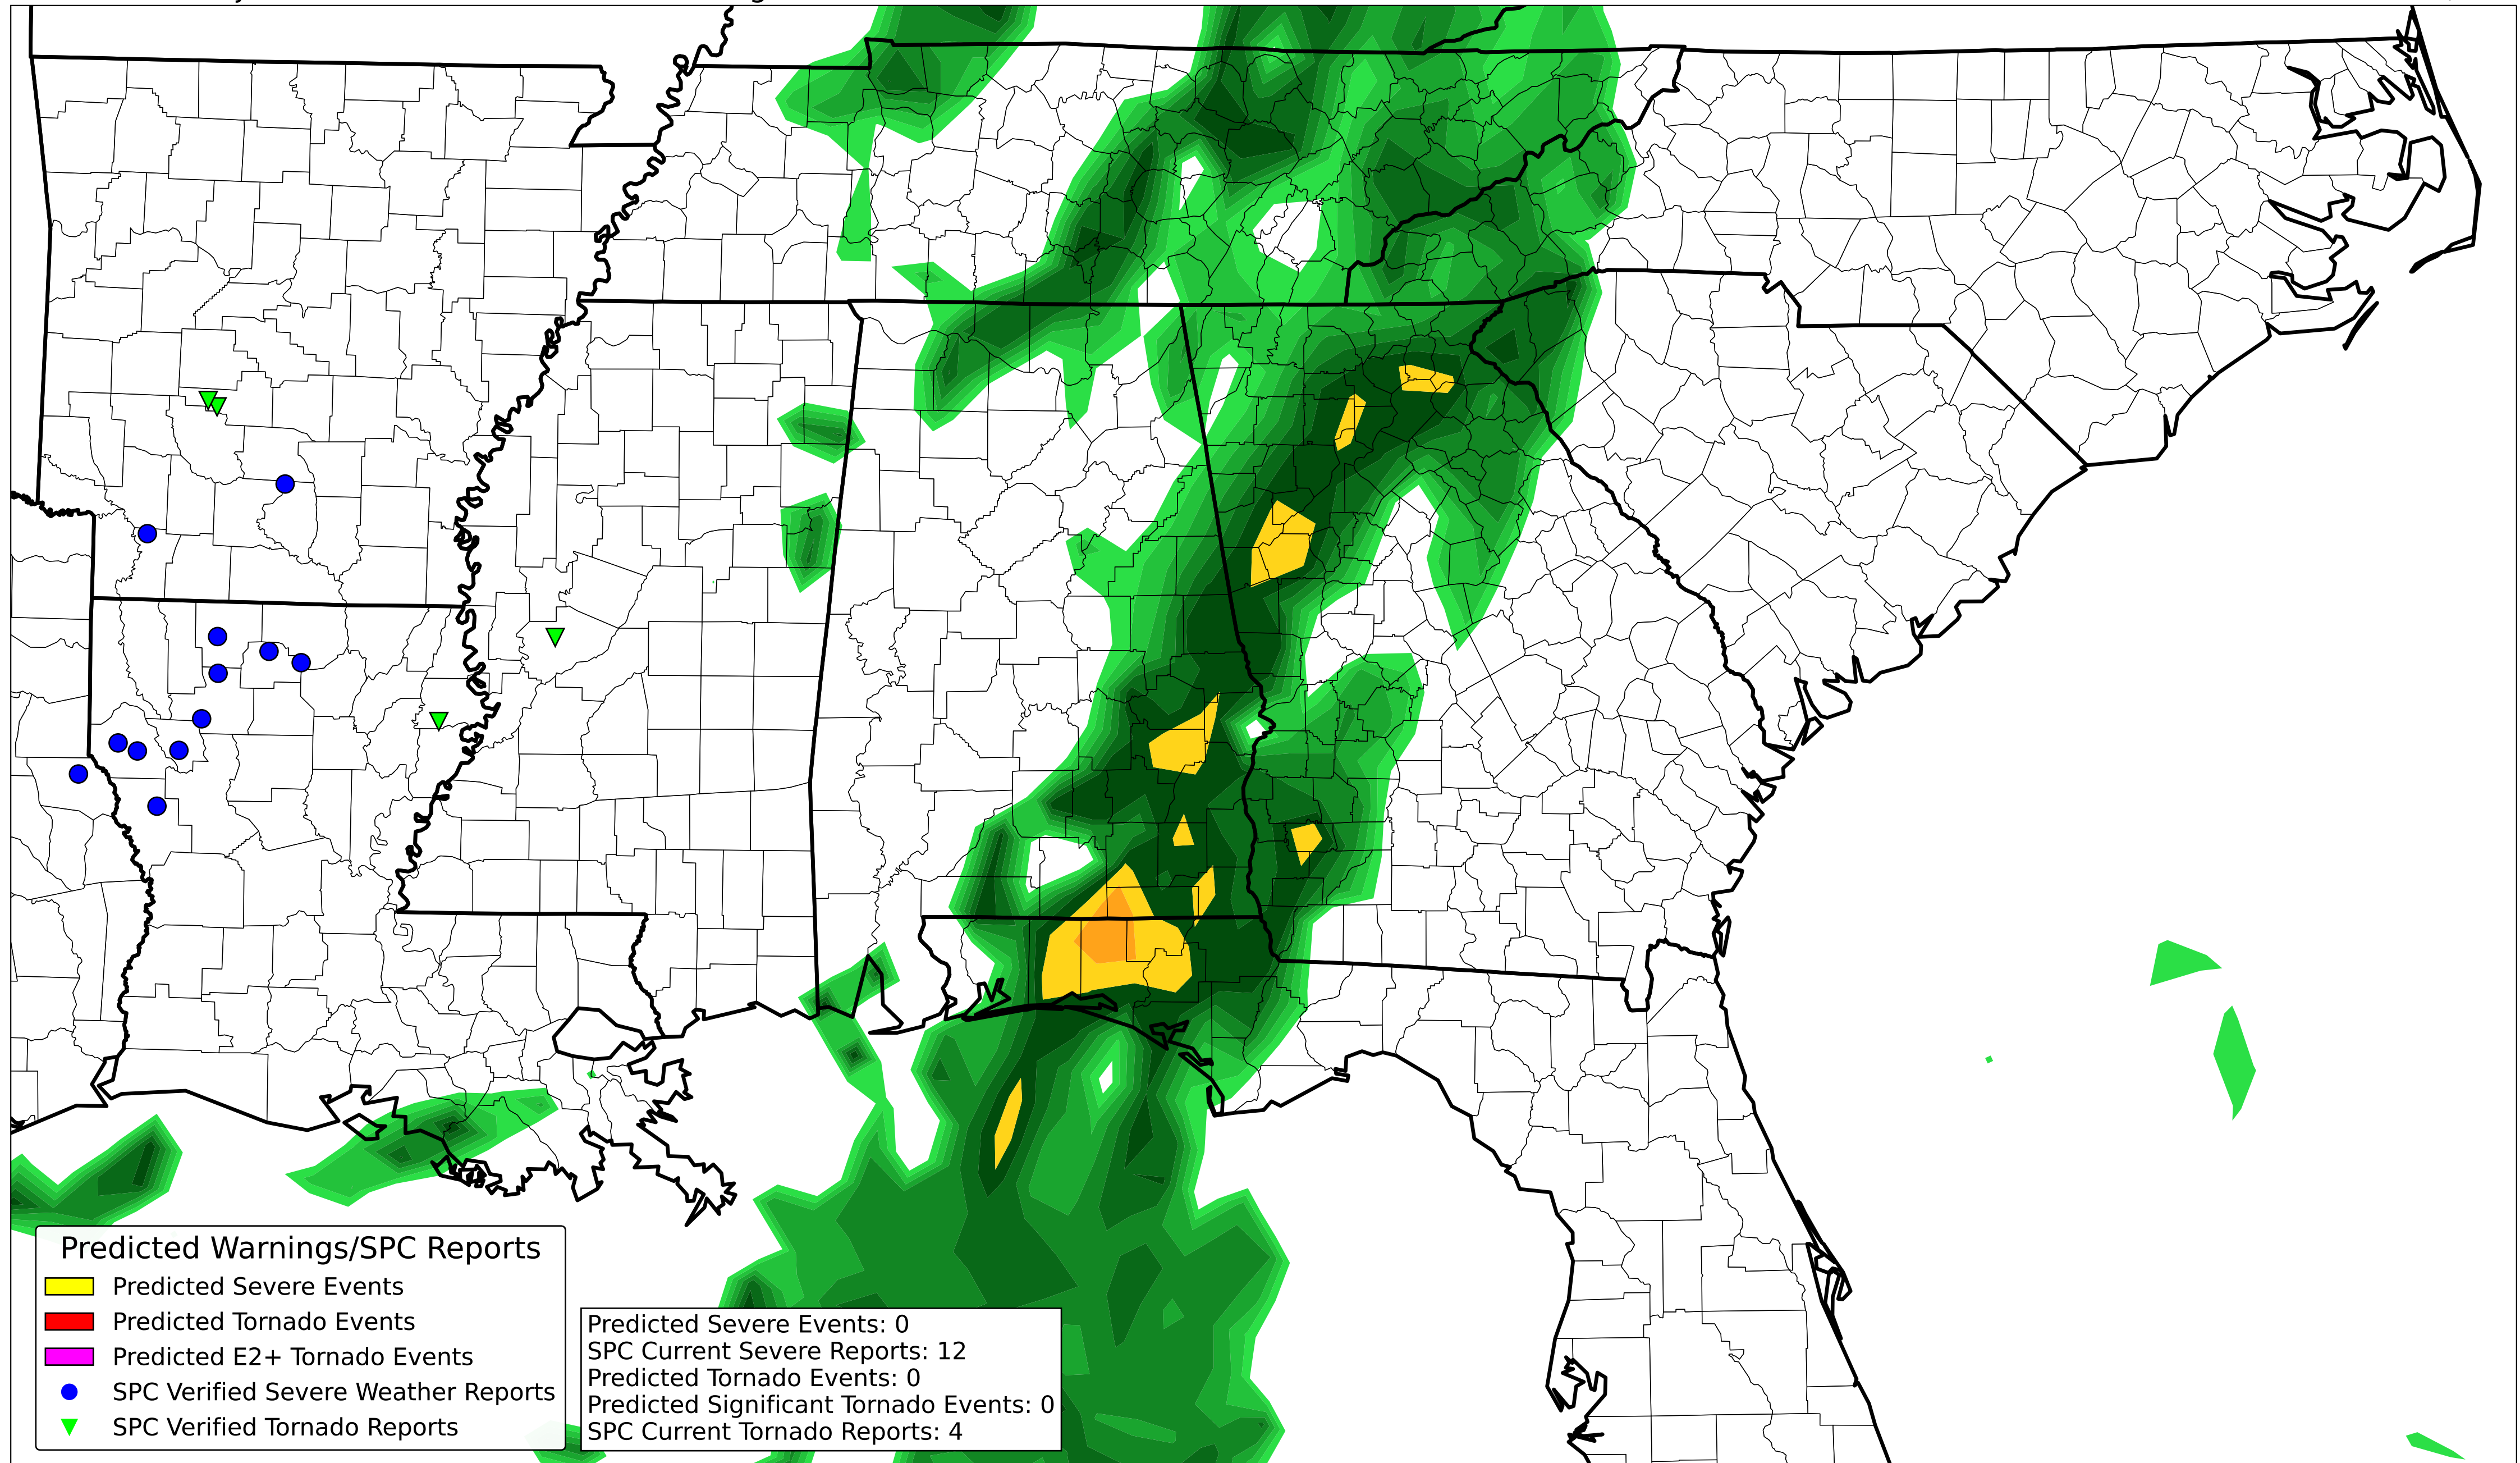 Predicted Warnings/SPC Reports
Predicted Severe Events
Predicted Tornado Events
Predicted E2+ Tornado Events
SPC Verified Severe Weather Reports
SPC Verified Tornado Reports
Predicted Severe Events: 0
SPC Current Severe Reports: 12
Predicted Tornado Events: 0
Predicted Significant Tornado Events: 0
SPC Current Tornado Reports: 4